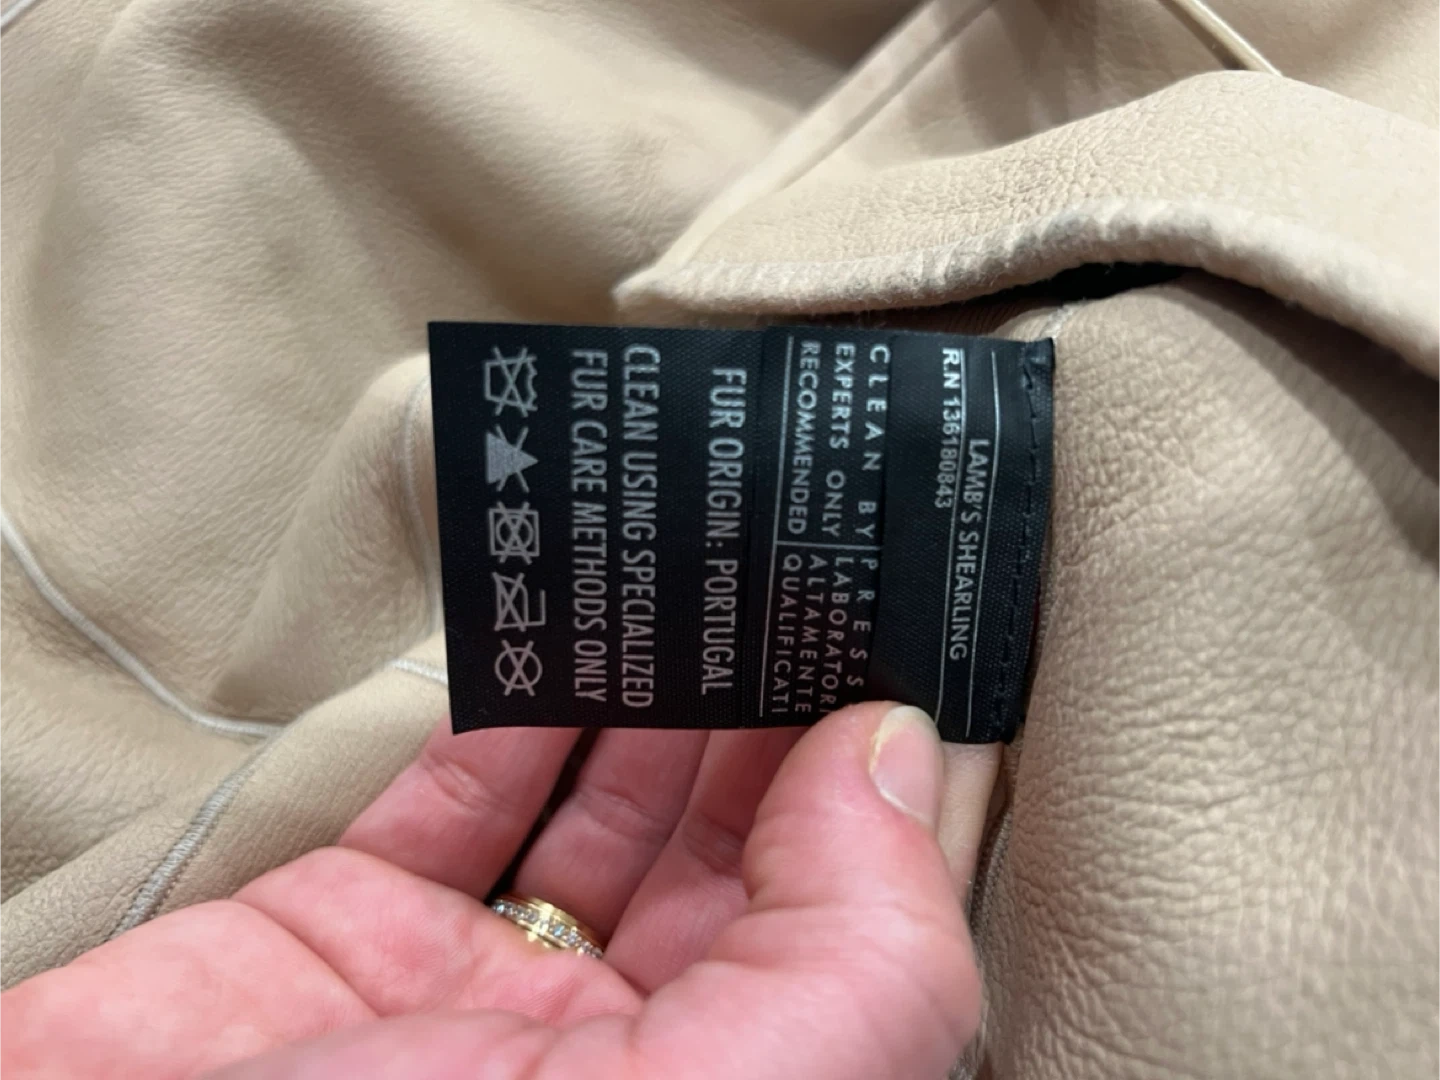 LAMB'S SHEARLING
R.N 136180843
CLEAN BY
EXPERTS ONLY
RECOMMENDED
PRESS
LABORATORI
ALTAMENTE
QUALIFICATI
FUR ORIGIN: PORTUGAL
CLEAN USING SPECIALIZED
FUR CARE METHODS ONLY